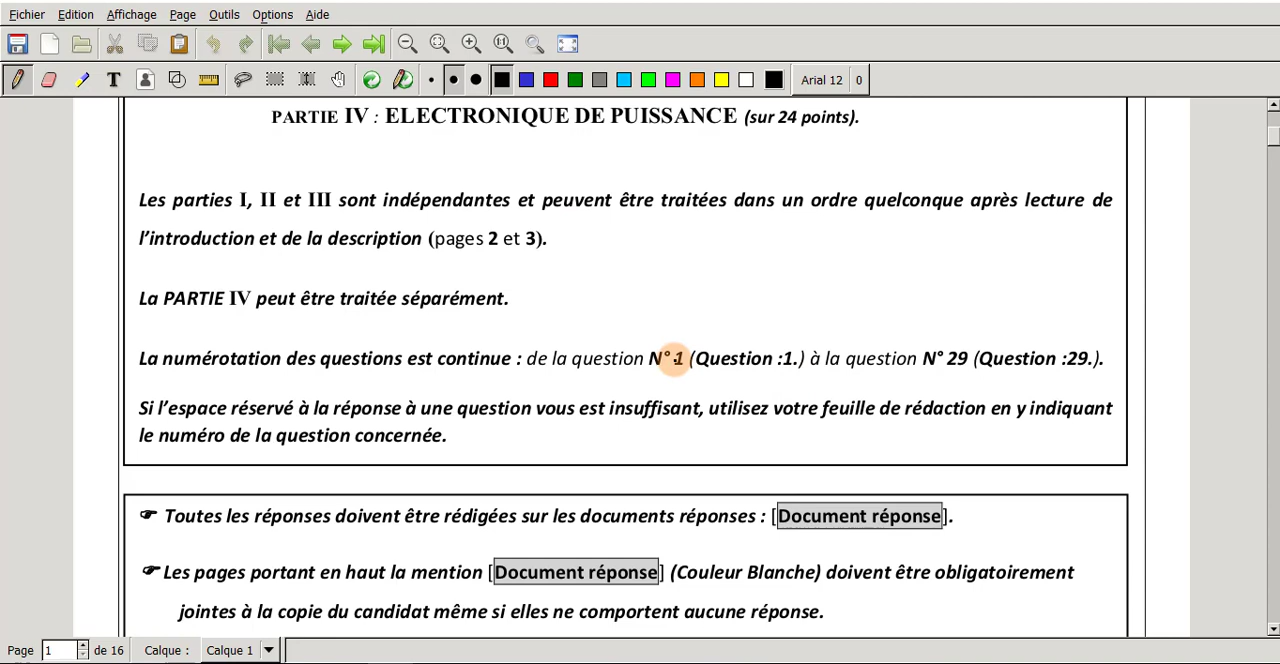 Fichier Edition Affichage Page Outils Options Aide
T Arial 12 0
PARTIE IV : ELECTRONIQUE DE PUISSANCE (sur 24 points).
Les parties I, II et III sont indépendantes et peuvent être traitées dans un ordre quelconque après lecture de
l’introduction et de la description (pages 2 et 3).
La PARTIE IV peut être traitée séparément.
La numérotation des questions est continue : de la question N° 1 (Question :1.) à la question N° 29 (Question :29.).
Si l’espace réservé à la réponse à une question vous est insuffisant, utilisez votre feuille de rédaction en y indiquant
le numéro de la question concernée.
☞ Toutes les réponses doivent être rédigées sur les documents réponses : [Document réponse].
☞ Les pages portant en haut la mention [Document réponse] (Couleur Blanche) doivent être obligatoirement
jointes à la copie du candidat même si elles ne comportent aucune réponse.
Page 1 de 16 Calque : Calque 1